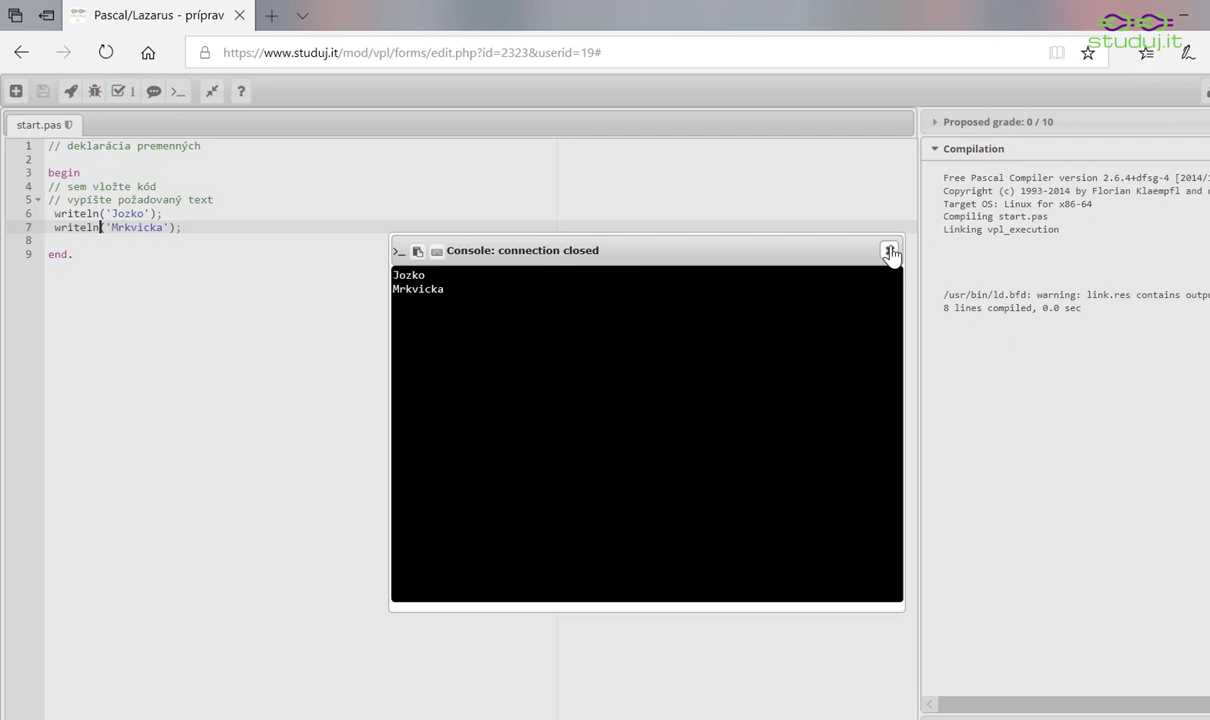 Pascal/Lazarus - príprav
studuj.it
https://www.studuj.it/mod/vpl/forms/edit.php?id=2323&userid=19#
1
start.pas
Proposed grade: 0 / 10
1 // deklarácia premenných
2
3 begin
4 // sem vložte kód
5 // vypíšte požadovaný text
6 writeln('Jozko');
7 writeln('Mrkvicka');
8
9 end.
Console: connection closed
Jozko
Mrkvicka
Compilation
Free Pascal Compiler version 2.6.4+dfsg-4 [2014/1
Copyright (c) 1993-2014 by Florian Klaempfl and
Target OS: Linux for x86-64
Compiling start.pas
Linking vpl_execution
/usr/bin/ld.bfd: warning: link.res contains outpu
8 lines compiled, 0.0 sec